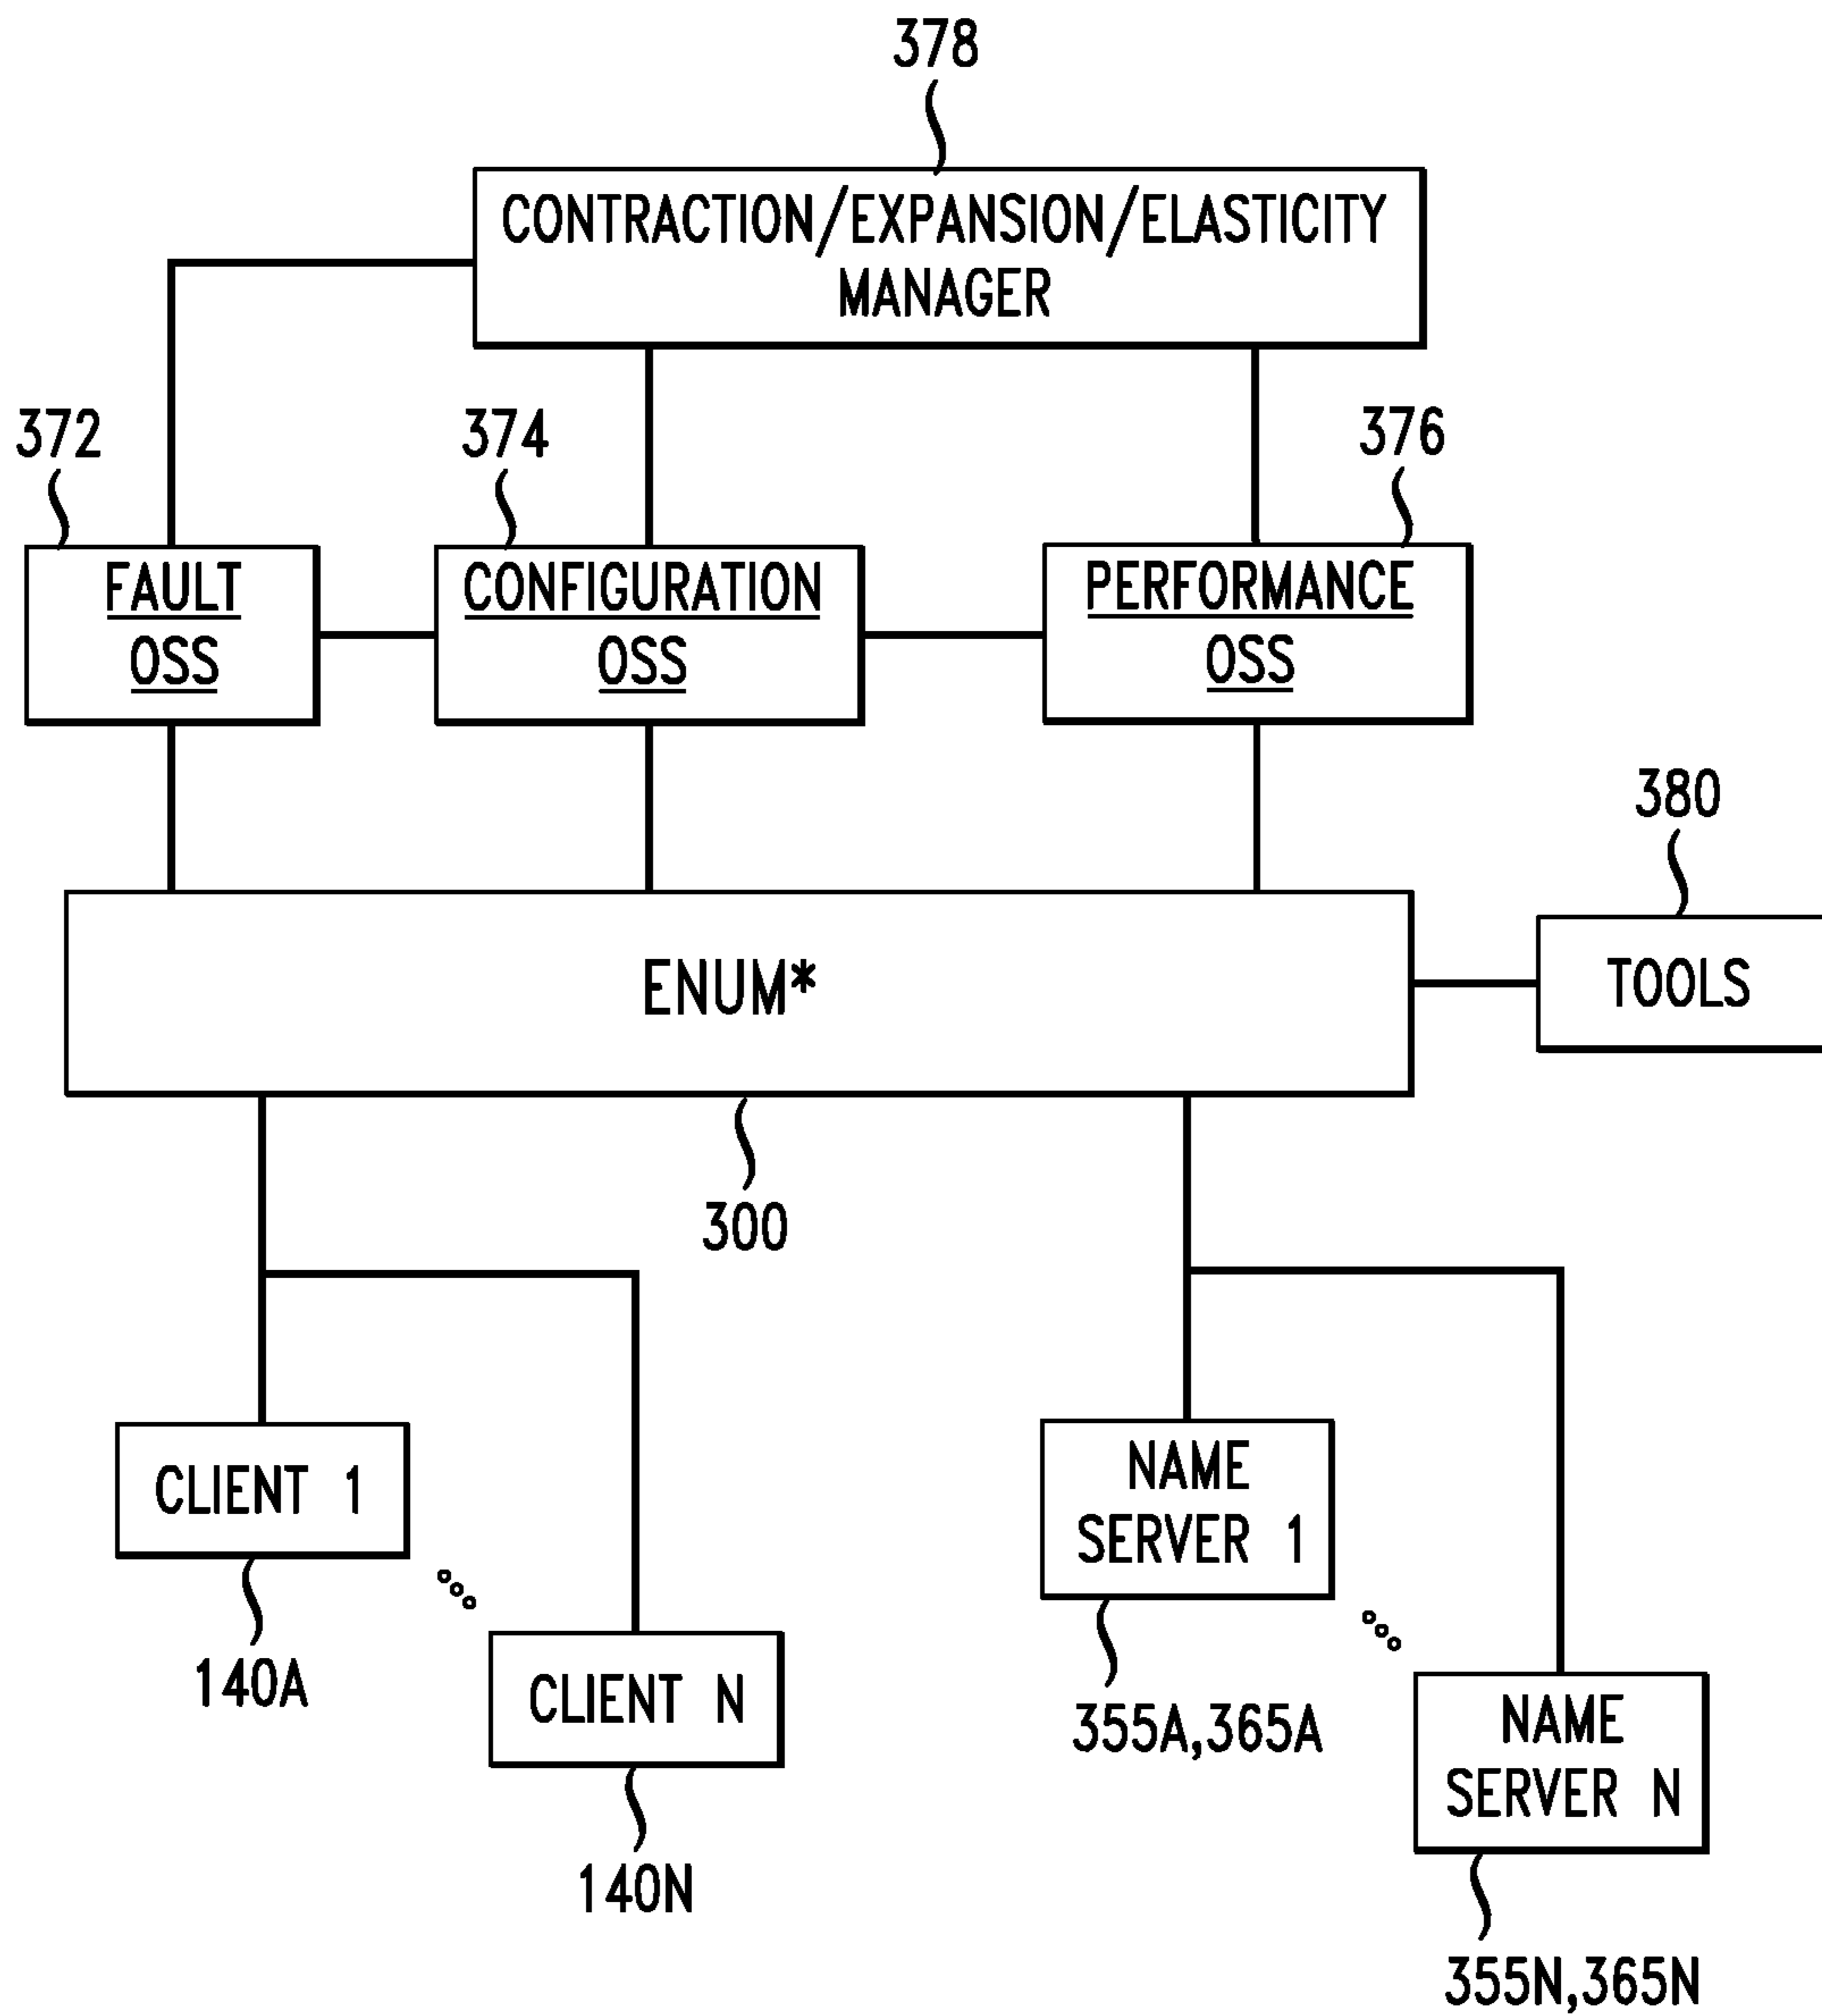 378
CONTRACTION/EXPANSION/ELASTICITY
MANAGER
372
374
376
FAULT
OSS
CONFIGURATION
OSS
PERFORMANCE
OSS
380
ENUM*
TOOLS
300
CLIENT 1
NAME
SERVER 1
140A
CLIENT N
355A,365A
NAME
SERVER N
140N
355N,365N